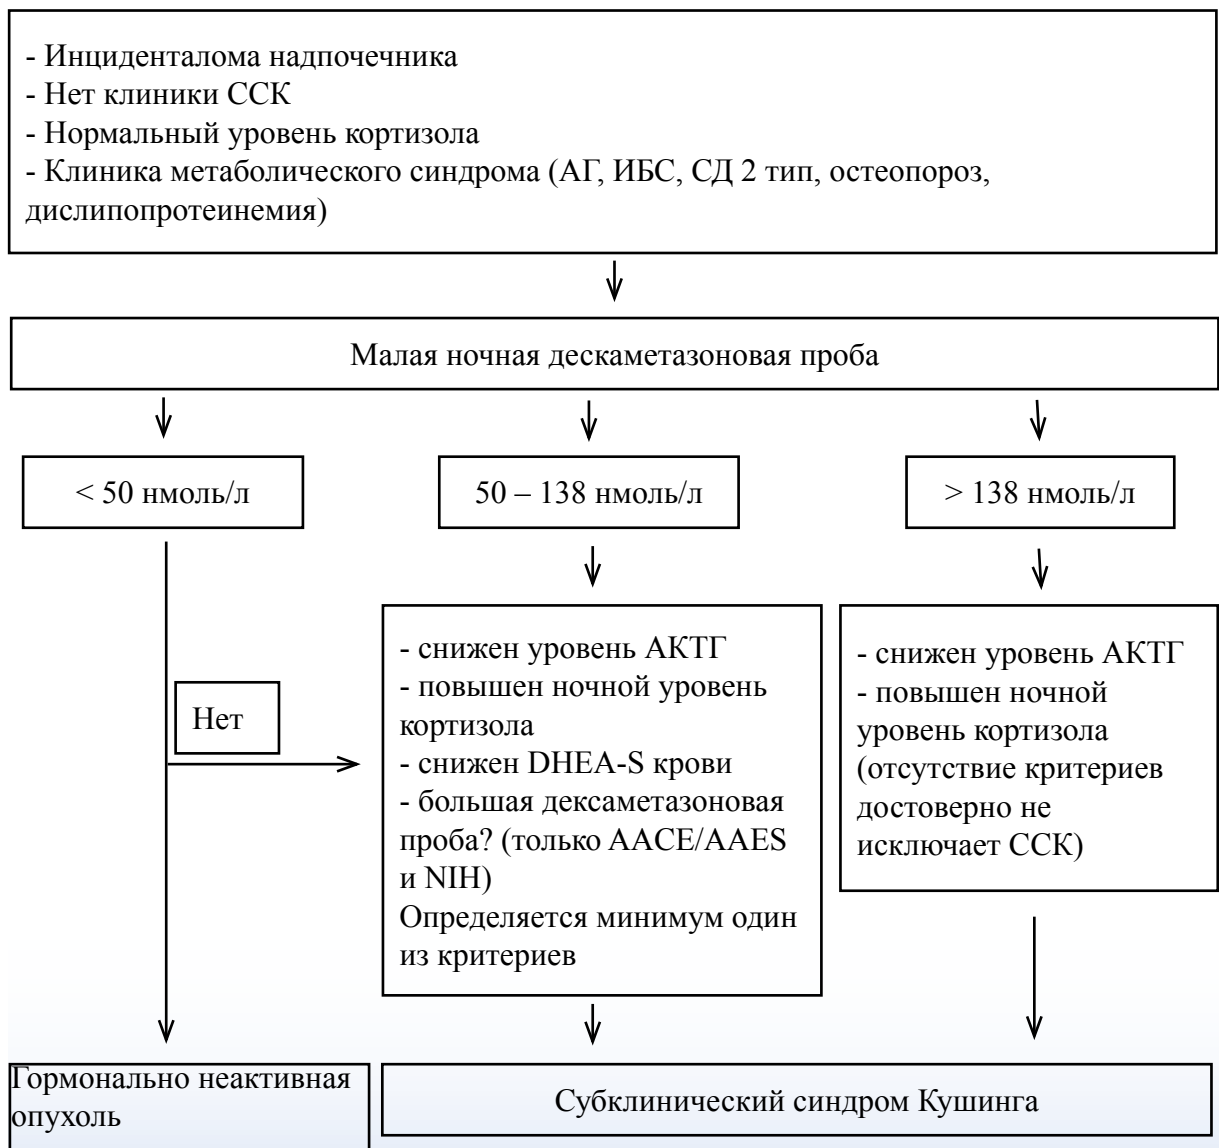 - Инциденталома надпочечника
- Нет клиники ССК
- Нормальный уровень кортизола
- Клиника метаболического синдрома (АГ, ИБС, СД 2 тип, остеопороз,
дислипопротеинемия)
Малая ночная дескаметазоновая проба
< 50 нмоль/л
50 – 138 нмоль/л
> 138 нмоль/л
Нет
- снижен уровень АКТГ
- повышен ночной уровень
кортизола
- снижен DHEA-S крови
- большая дексаметазоновая
проба? (только AACE/AAES
и NIH)
Определяется минимум один
из критериев
- снижен уровень АКТГ
- повышен ночной
уровень кортизола
(отсутствие критериев
достоверно не
исключает ССК)
Гормонально неактивная
опухоль
Субклинический синдром Кушинга